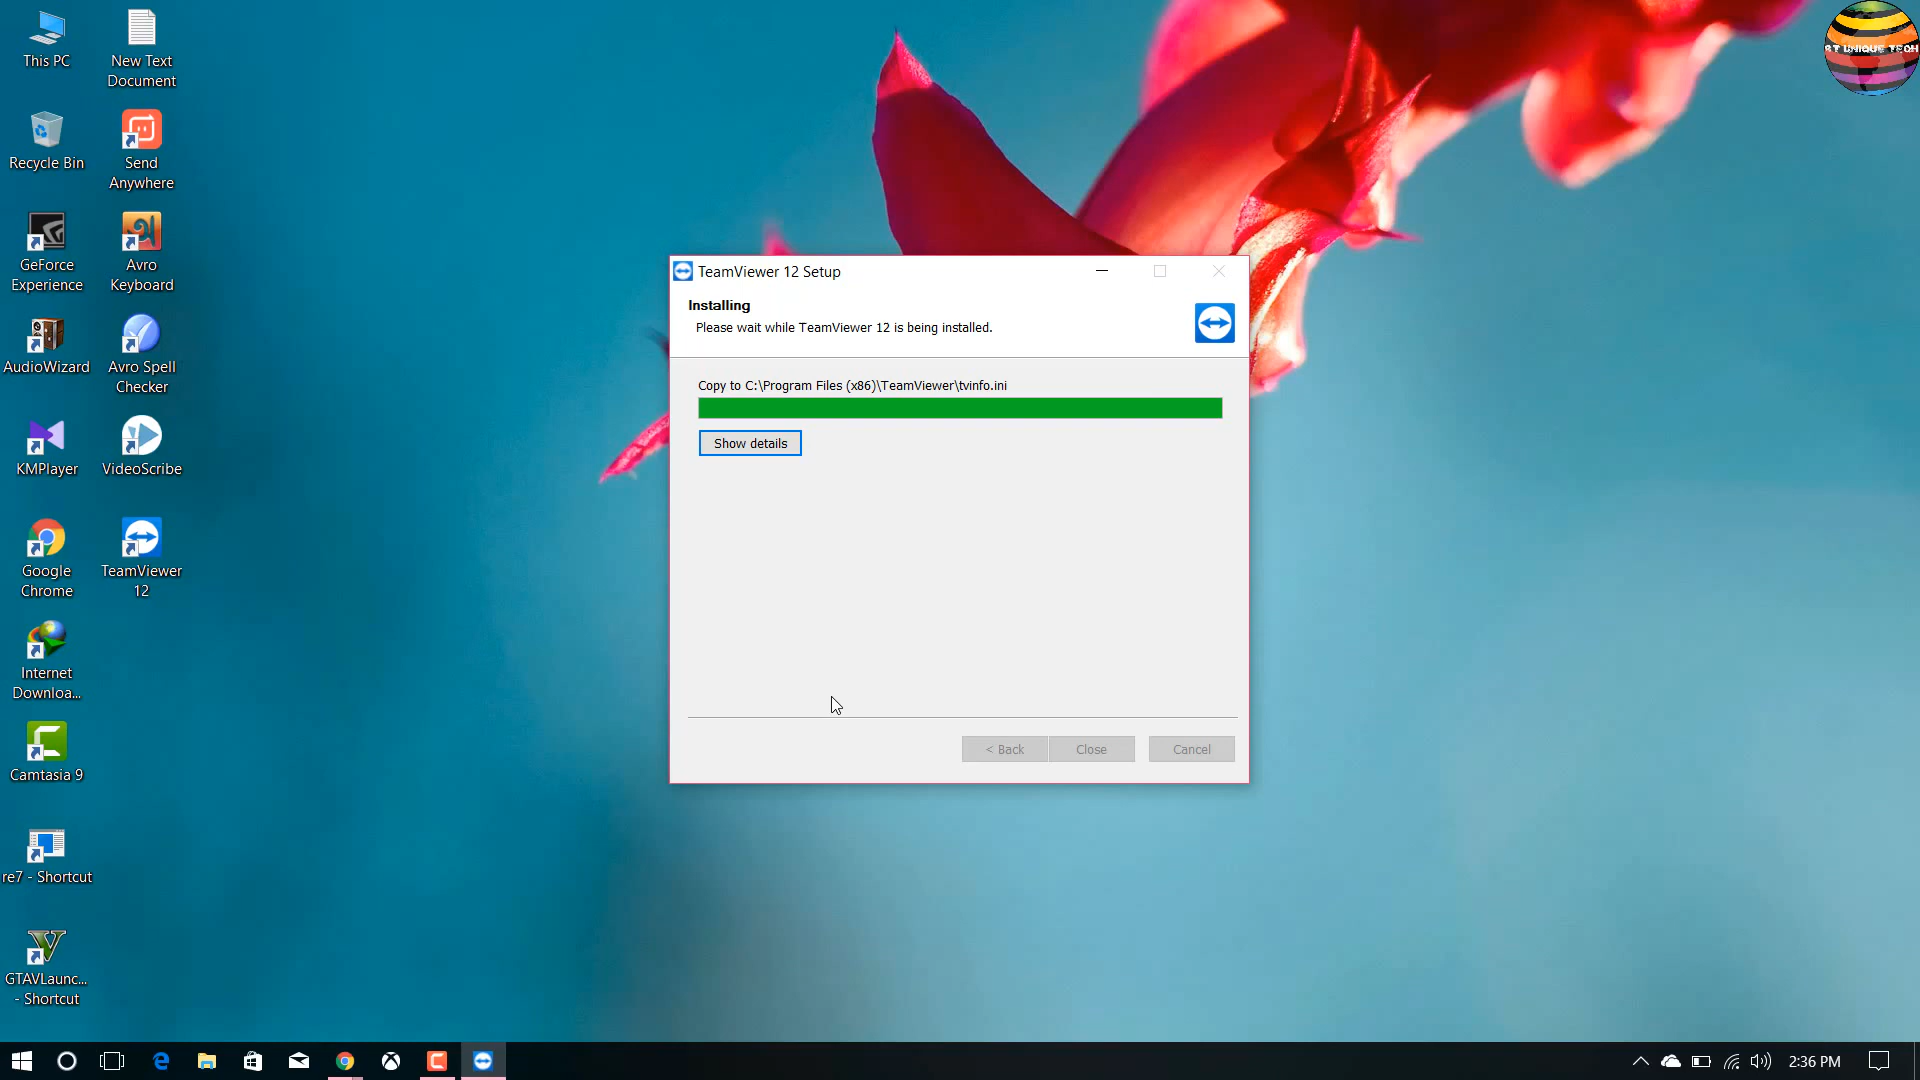 This PC
New Text
Document
Recycle Bin
Send
Anywhere
GeForce
Experience
Avro
Keyboard
AudioWizard
Avro Spell
Checker
KMPlayer
VideoScribe
Google
Chrome
TeamViewer
12
Internet
Downloa...
Camtasia 9
re7 - Shortcut
GTAVLaunc...
- Shortcut
ST UNIQUE TECH
TeamViewer 12 Setup
Installing
Please wait while TeamViewer 12 is being installed.
Copy to C:\Program Files (x86)\TeamViewer\tvinfo.ini
Show details
< Back
Close
Cancel
2:36 PM